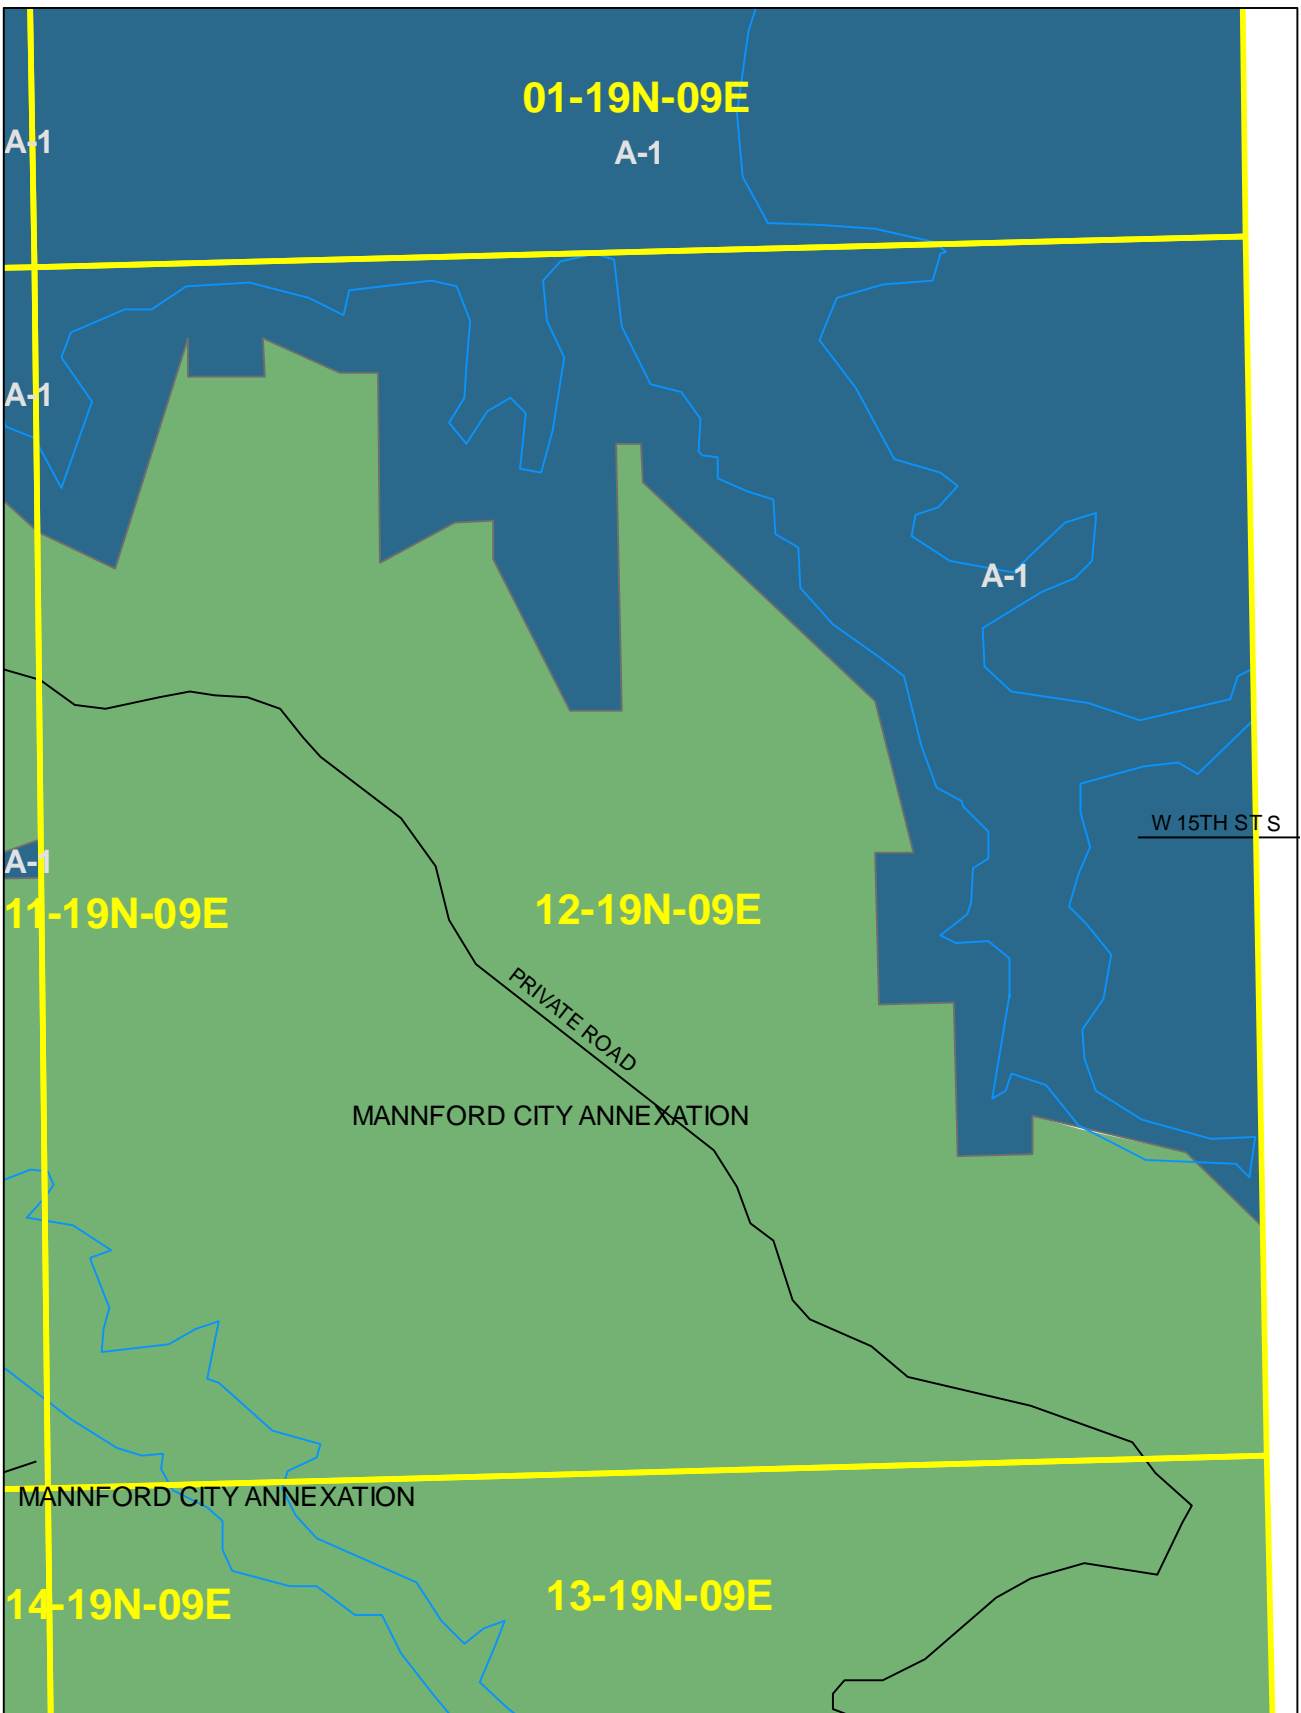 01-19N-09E
A-1
A-1
A-1
A-1
W 15TH ST S
A-1
11-19N-09E
12-19N-09E
PRIVATE ROAD
MANNFORD CITY ANNEXATION
MANNFORD CITY ANNEXATION
14-19N-09E
13-19N-09E